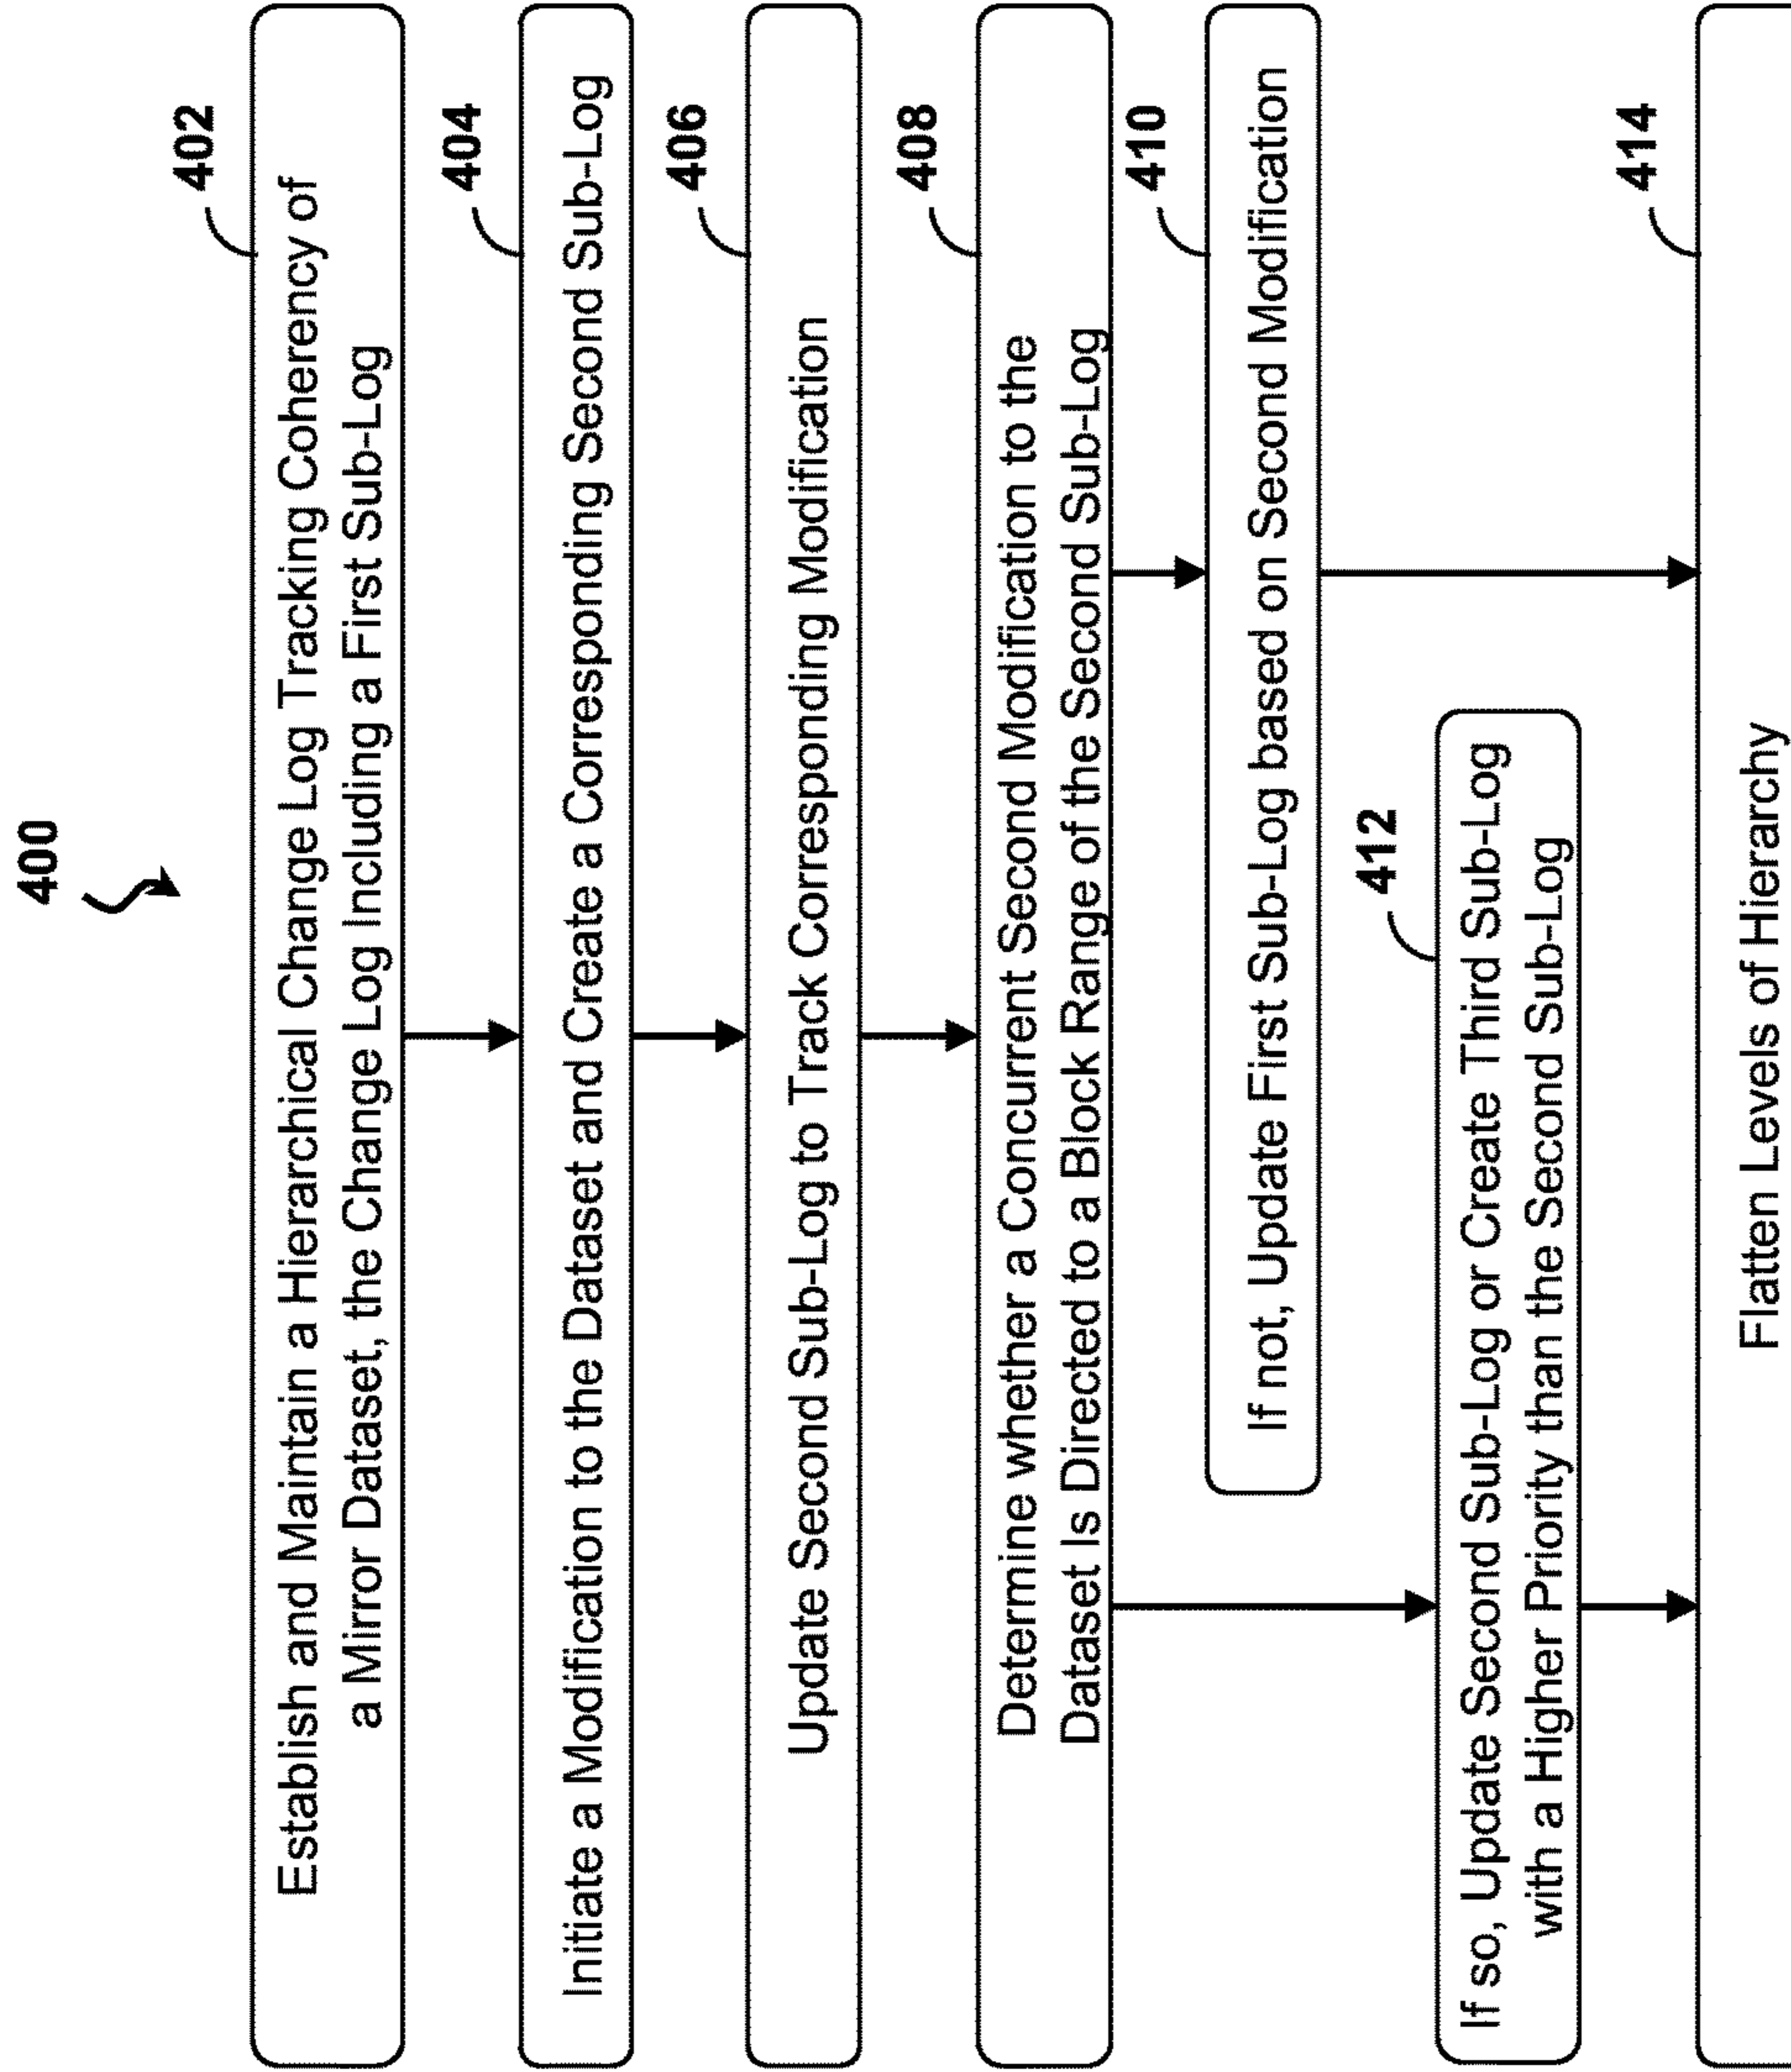 400
402
Establish and Maintain a Hierarchical Change Log Tracking Coherency of
a Mirror Dataset, the Change Log Including a First Sub-Log
404
Initiate a Modification to the Dataset and Create a Corresponding Second Sub-Log
406
Update Second Sub-Log to Track Corresponding Modification
408
Determine whether a Concurrent Second Modification to the
Dataset Is Directed to a Block Range of the Second Sub-Log
410
If not, Update First Sub-Log based on Second Modification
412
If so, Update Second Sub-Log or Create Third Sub-Log
with a Higher Priority than the Second Sub-Log
414
Flatten Levels of Hierarchy